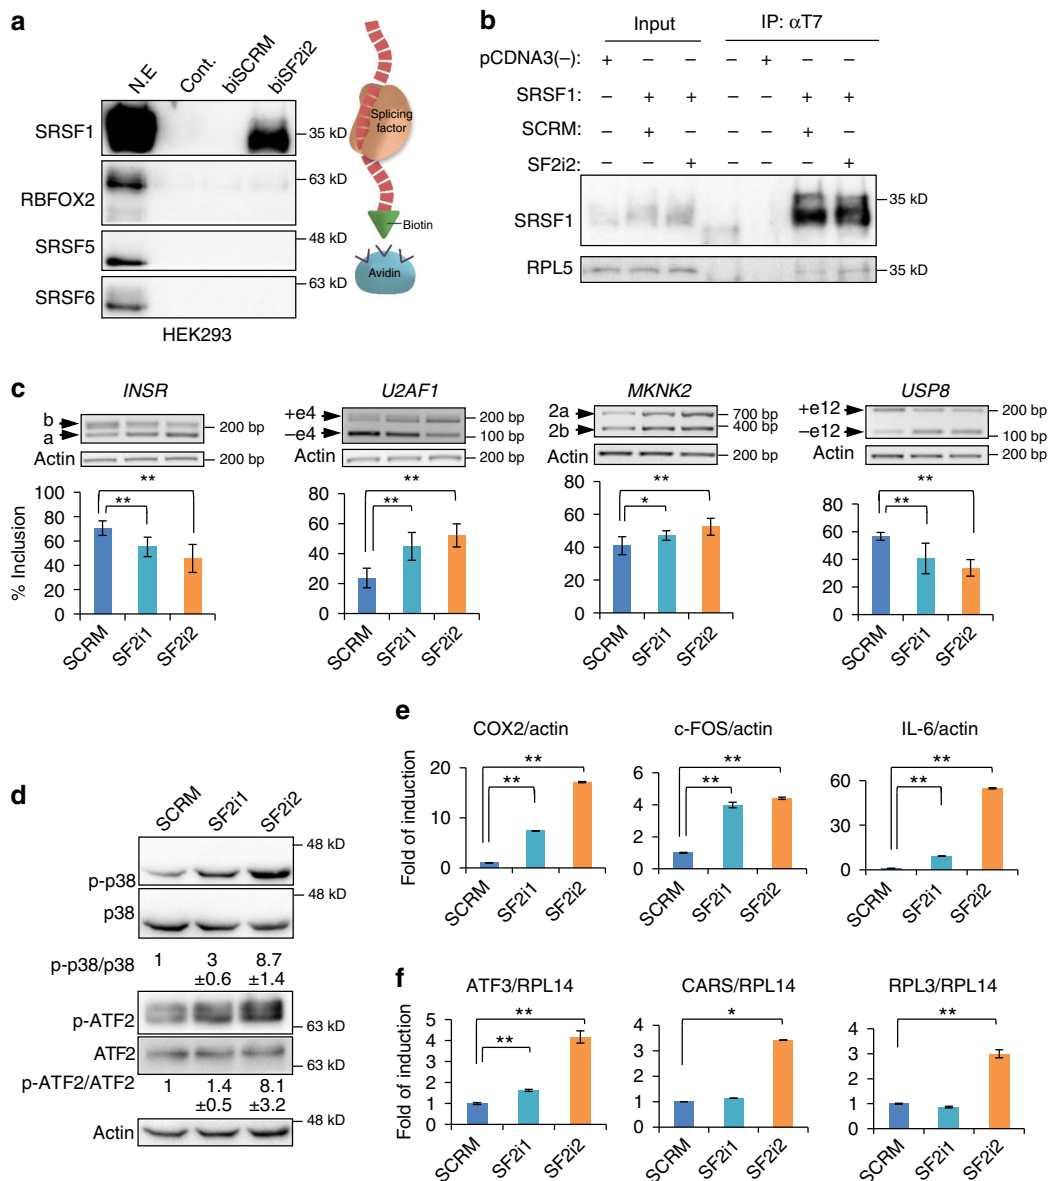 a
N.E
Cont.
biSCRM
biSF2i2
SRSF1
35 kD
RBFOX2
63 kD
SRSF5
48 kD
SRSF6
63 kD
HEK293
Splicing
factor
Biotin
Avidin
b
Input
IP: αT7
pCDNA3(–): + – – – + – –
SRSF1: – + + – – + +
SCRM: – + – – – + –
SF2i2: – – + – – – +
SRSF1
35 kD
RPL5
35 kD
c
INSR
b
a
200 bp
Actin
200 bp
% Inclusion
100
80
60
40
20
0
**
**
SCRM
SF2i1
SF2i2
U2AF1
+e4
–e4
200 bp
100 bp
Actin
200 bp
80
60
40
20
0
**
**
SCRM
SF2i1
SF2i2
MKNK2
2a
2b
700 bp
400 bp
Actin
200 bp
80
60
40
20
0
**
*
SCRM
SF2i1
SF2i2
USP8
+e12
–e12
200 bp
100 bp
Actin
200 bp
80
60
40
20
0
**
**
SCRM
SF2i1
SF2i2
d
SCRM
SF2i1
SF2i2
p-p38
48 kD
p38
48 kD
p-p38/p38 1 3 8.7
±0.6 ±1.4
p-ATF2
63 kD
ATF2
63 kD
p-ATF2/ATF2 1 1.4 8.1
±0.5 ±3.2
Actin
48 kD
e
COX2/actin
Fold of induction
20
10
0
**
**
SCRM
SF2i1
SF2i2
c-FOS/actin
6
4
2
0
**
**
SCRM
SF2i1
SF2i2
IL-6/actin
60
30
0
**
**
SCRM
SF2i1
SF2i2
f
ATF3/RPL14
Fold of induction
5
4
3
2
1
0
**
**
SCRM
SF2i1
SF2i2
CARS/RPL14
4
3
2
1
0
*
SCRM
SF2i1
SF2i2
RPL3/RPL14
4
3
2
1
0
**
SCRM
SF2i1
SF2i2